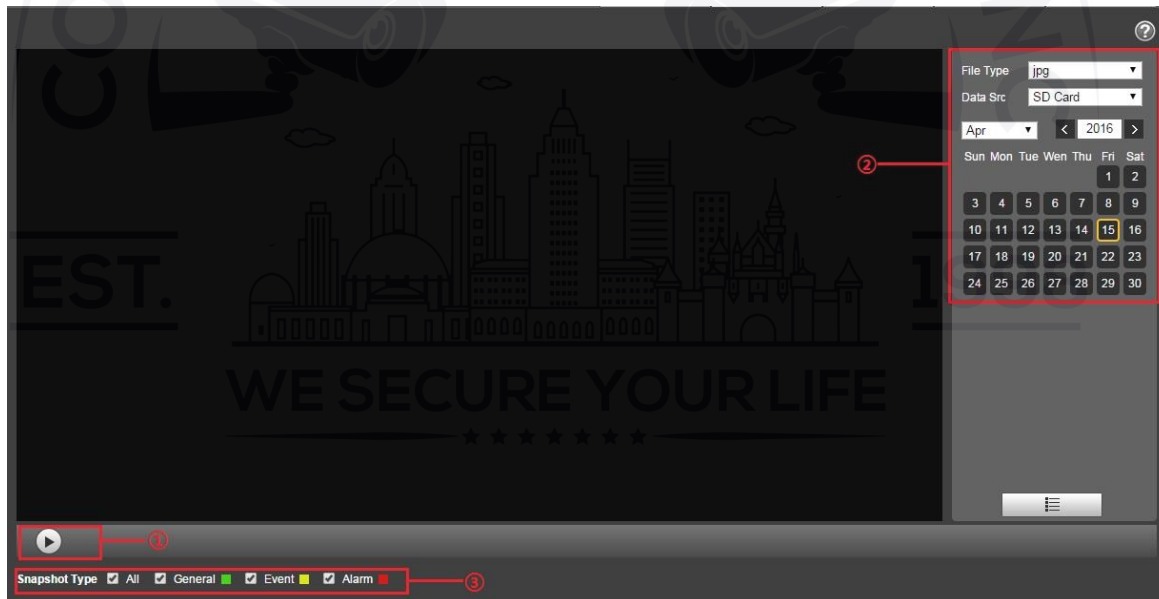 ?
File Type jpg
Data Src SD Card
Apr < 2016 >
Sun Mon Tue Wen Thu Fri Sat
1 2
3 4 5 6 7 8 9
10 11 12 13 14 15 16
17 18 19 20 21 22 23
24 25 26 27 28 29 30
②
EST.
WE SECURE YOUR LIFE
①
Snapshot Type All General Event Alarm
③